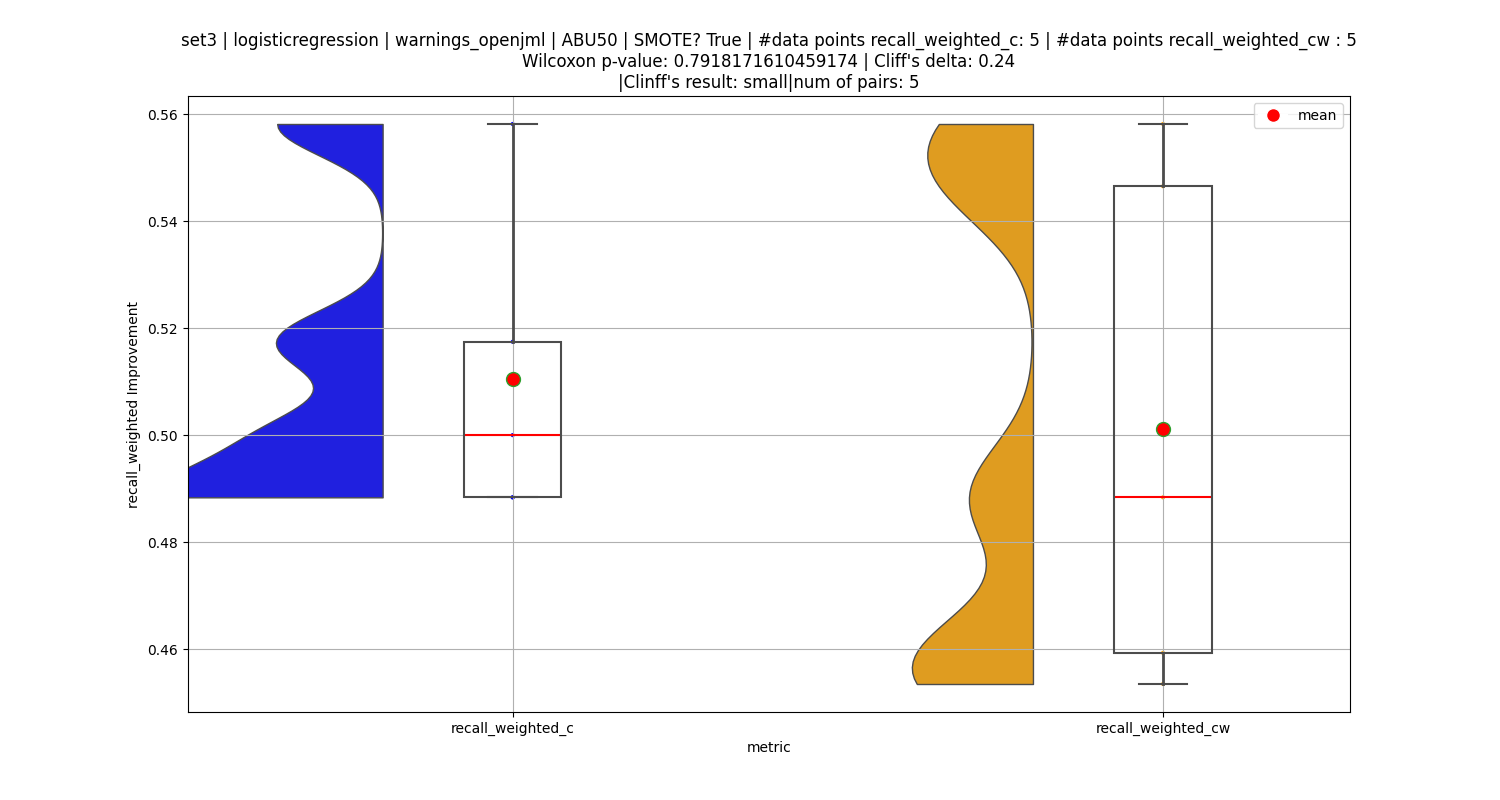 set3 | logisticregression | warnings_openjml | ABU50 | SMOTE? True | #data points recall_weighted_c: 5 | #data points recall_weighted_cw : 5
Wilcoxon p-value: 0.7918171610459174 | Cliff's delta: 0.24
|Clinff's result: small|num of pairs: 5
mean
0.56
0.54
0.52
0.50
0.48
0.46
recall_weighted Improvement
recall_weighted_c
recall_weighted_cw
metric